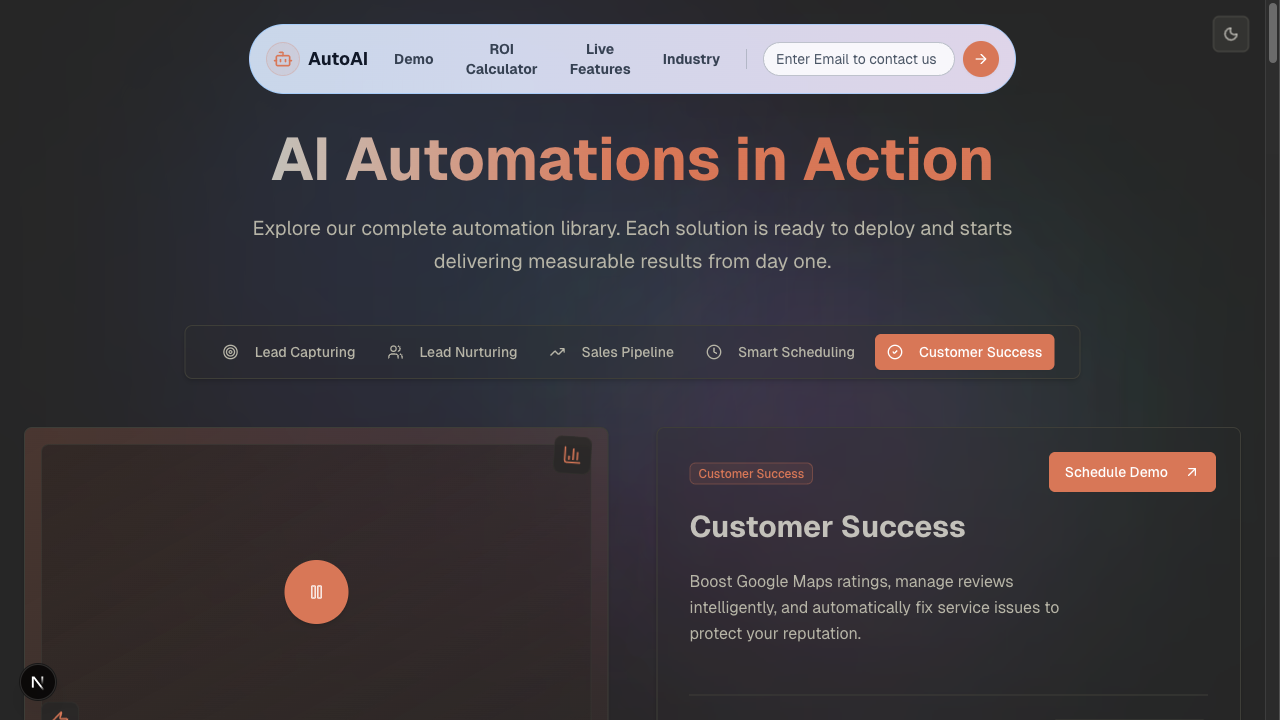 AutoAI
Demo
ROI
Calculator
Live
Features
Industry
Enter Email to contact us
AI Automations in Action
Explore our complete automation library. Each solution is ready to deploy and starts
delivering measurable results from day one.
Lead Capturing
Lead Nurturing
Sales Pipeline
Smart Scheduling
Customer Success
Customer Success
Schedule Demo
Customer Success
Boost Google Maps ratings, manage reviews
intelligently, and automatically fix service issues to
protect your reputation.
N